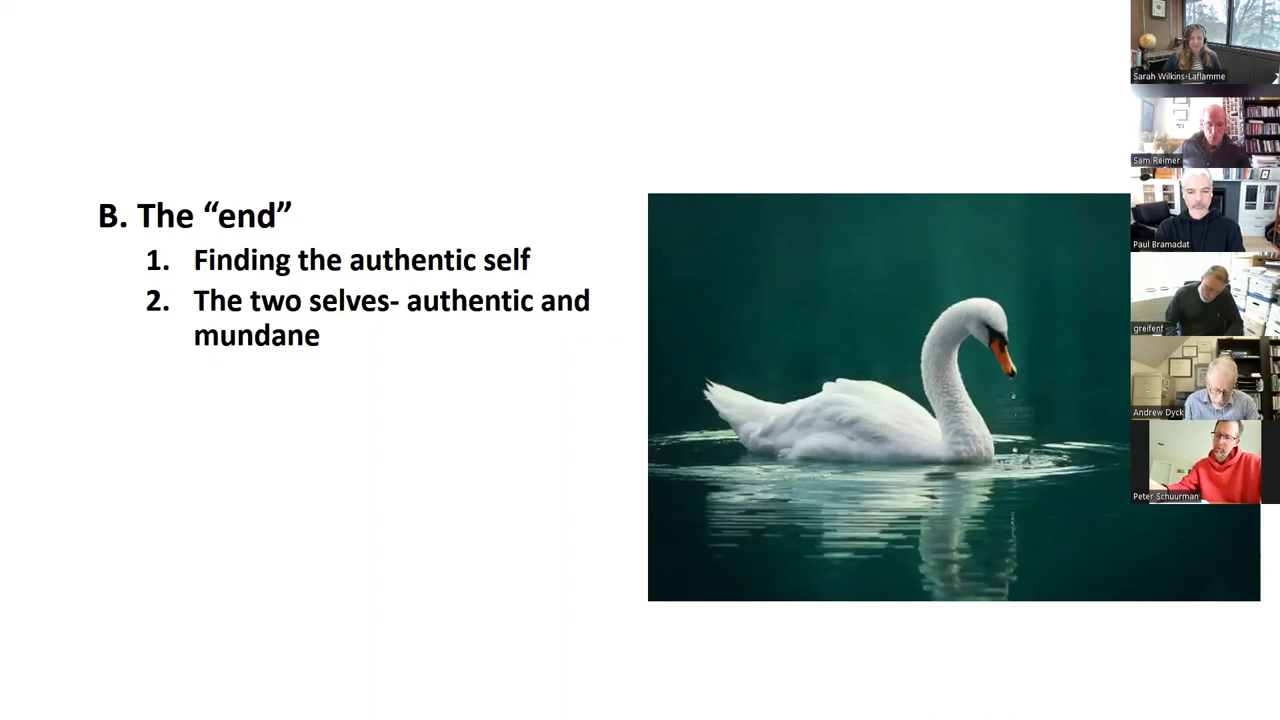 B. The “end”
1. Finding the authentic self
2. The two selves- authentic and
mundane
Sarah Wilkins-Laflamme
Sam Reimer
Paul Bramadat
greifenf
Andrew Dyck
Peter Schuurman